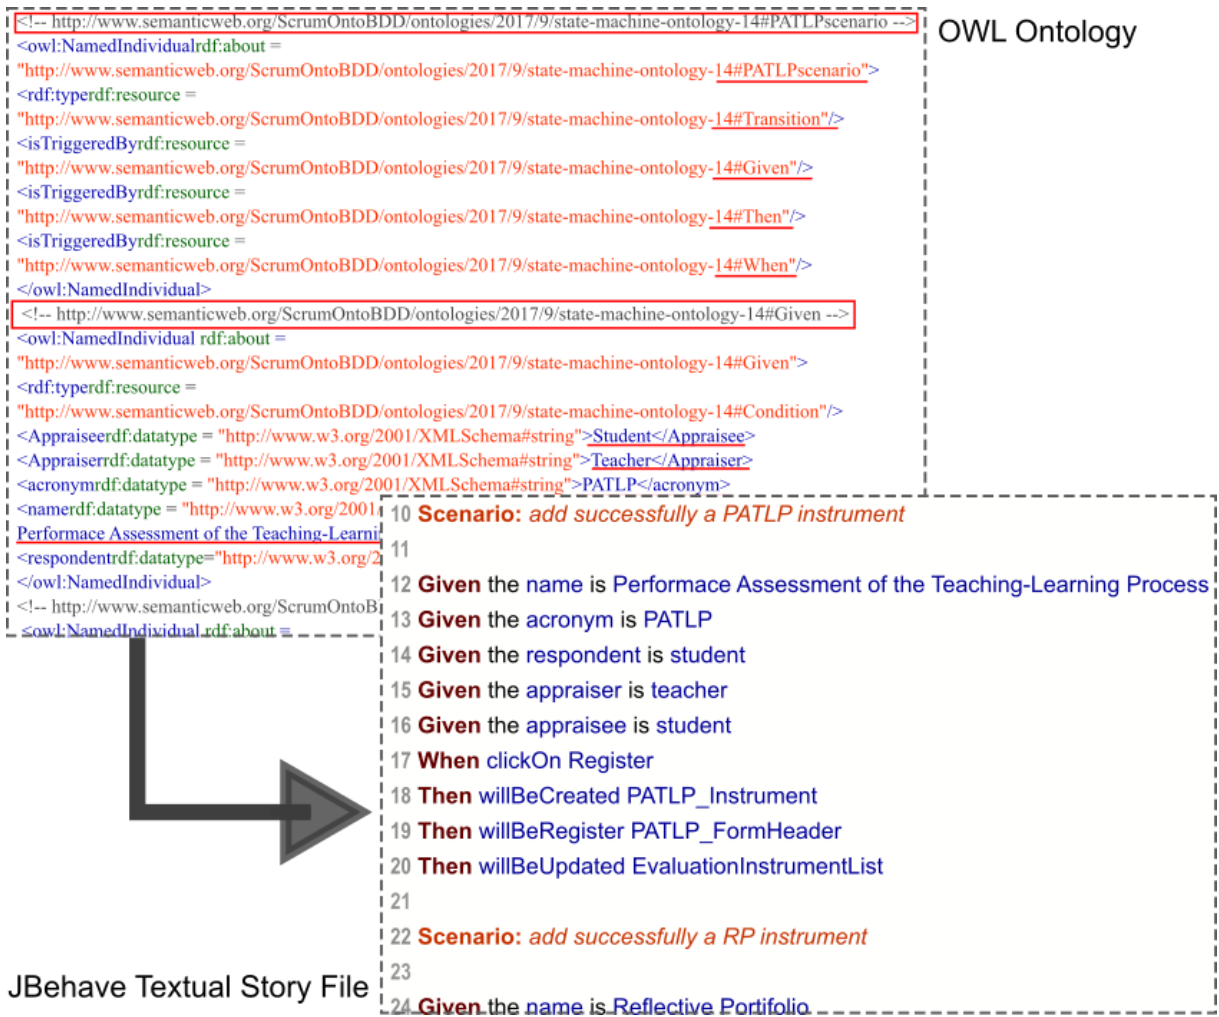 <!-- http://www.semanticweb.org/ScrumOntoBDD/ontologies/2017/9/state-machine-ontology-14#PATLPscenario -->
<owl:NamedIndividualrdf:about =
"http://www.semanticweb.org/ScrumOntoBDD/ontologies/2017/9/state-machine-ontology-14#PATLPscenario">
<rdf:typerdf:resource =
"http://www.semanticweb.org/ScrumOntoBDD/ontologies/2017/9/state-machine-ontology-14#Transition"/>
<isTriggeredByrdf:resource =
"http://www.semanticweb.org/ScrumOntoBDD/ontologies/2017/9/state-machine-ontology-14#Given"/>
<isTriggeredByrdf:resource =
"http://www.semanticweb.org/ScrumOntoBDD/ontologies/2017/9/state-machine-ontology-14#Then"/>
<isTriggeredByrdf:resource =
"http://www.semanticweb.org/ScrumOntoBDD/ontologies/2017/9/state-machine-ontology-14#When"/>
</owl:NamedIndividual>
<!-- http://www.semanticweb.org/ScrumOntoBDD/ontologies/2017/9/state-machine-ontology-14#Given -->
<owl:NamedIndividual rdf:about =
"http://www.semanticweb.org/ScrumOntoBDD/ontologies/2017/9/state-machine-ontology-14#Given">
<rdf:typerdf:resource =
"http://www.semanticweb.org/ScrumOntoBDD/ontologies/2017/9/state-machine-ontology-14#Condition"/>
<Appraiseerdf:datatype = "http://www.w3.org/2001/XMLSchema#string">Student</Appraisee>
<Appraiserrdf:datatype = "http://www.w3.org/2001/XMLSchema#string">Teacher</Appraiser>
<acronymrdf:datatype = "http://www.w3.org/2001/XMLSchema#string">PATLP</acronym>
<namerdf:datatype = "http://www.w3.org/2001/
Performace Assessment of the Teaching-Learni
<respondentrdf:datatype="http://www.w3.org/2
</owl:NamedIndividual>
<!-- http://www.semanticweb.org/ScrumOntoB
<owl:NamedIndividual rdf:about =
OWL Ontology
10 Scenario: add successfully a PATLP instrument
11
12 Given the name is Performace Assessment of the Teaching-Learning Process
13 Given the acronym is PATLP
14 Given the respondent is student
15 Given the appraiser is teacher
16 Given the appraisee is student
17 When clickOn Register
18 Then willBeCreated PATLP_Instrument
19 Then willBeRegister PATLP_FormHeader
20 Then willBeUpdated EvaluationInstrumentList
21
22 Scenario: add successfully a RP instrument
23
24 Given the name is Reflective Portifolio
JBehave Textual Story File